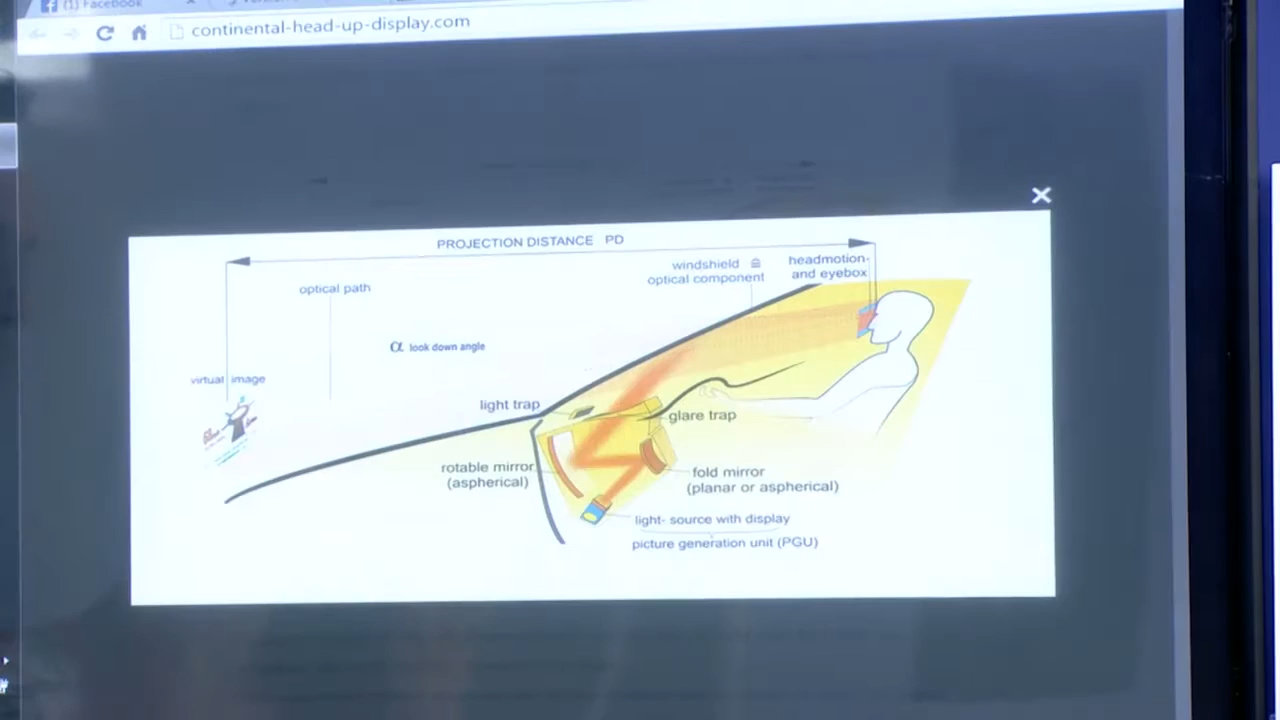 (1) Facebook
continental-head-up-display.com
PROJECTION DISTANCE PD
windshield
optical component
headmotion-
and eyebox
optical path
α look down angle
virtual image
light trap
glare trap
rotable mirror
(aspherical)
fold mirror
(planar or aspherical)
light- source with display
picture generation unit (PGU)